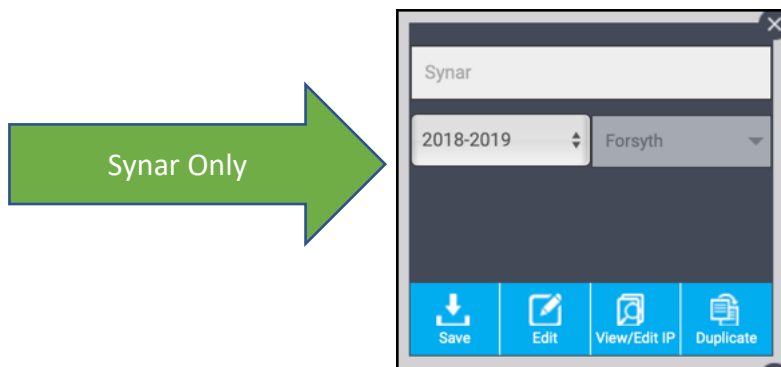 Synar Only
Synar
2018-2019
Forsyth
Save
Edit
View/Edit IP
Duplicate